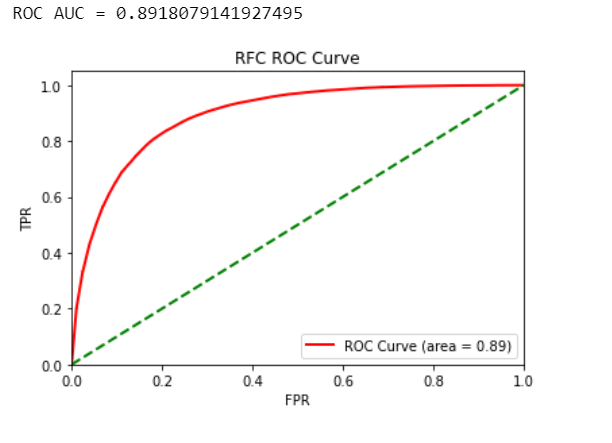 ROC AUC = 0.8918079141927495
RFC ROC Curve
1.0
0.8
0.6
0.4
0.2
0.0
TPR
ROC Curve (area = 0.89)
0.0 0.2 0.4 0.6 0.8 1.0
FPR